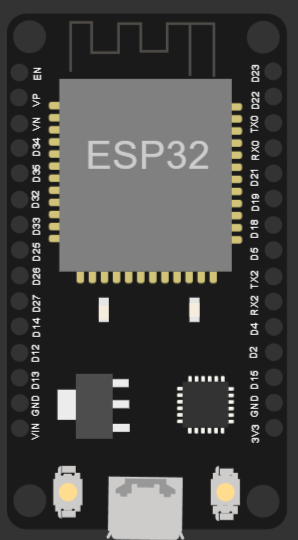 EN
VP
VN
D34
D35
D32
D33
D25
D26
D27
D14
D12
D13
GND
VIN
ESP32
D23
D22
TX0
RX0
D21
D19
D18
D5
TX2
RX2
D4
D2
D15
GND
3V3